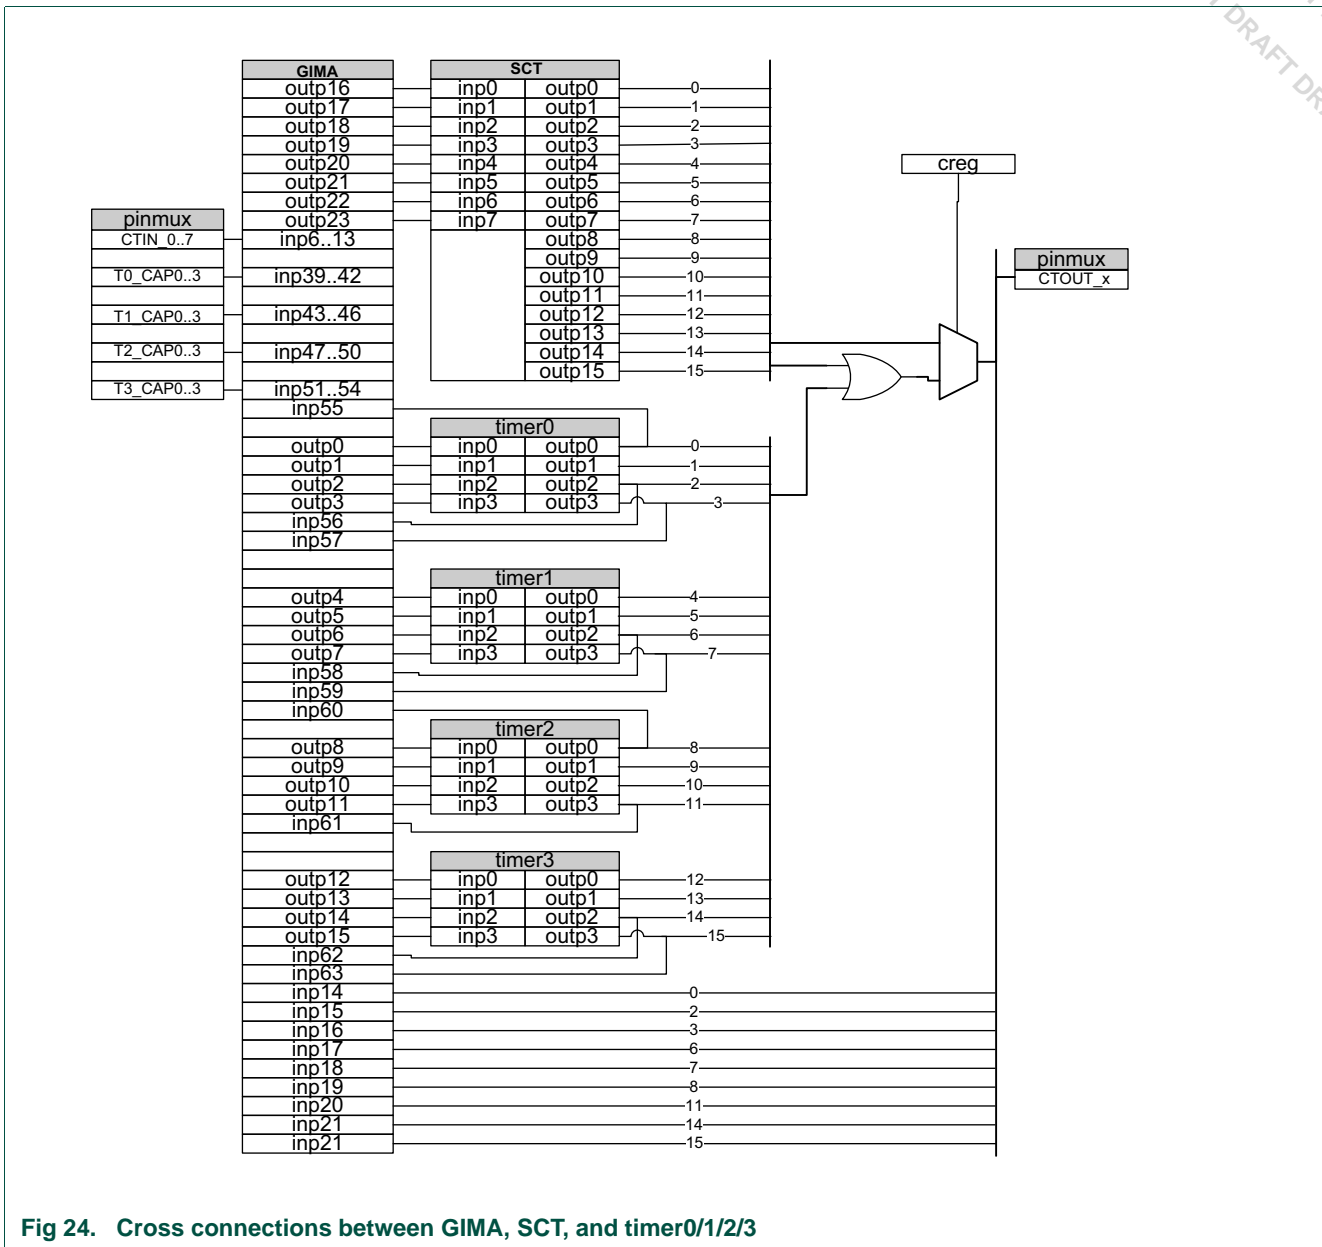 DRAFT DRAFT
GIMA SCT
outp16 inp0 outp0 0
outp17 inp1 outp1 1
outp18 inp2 outp2 2
outp19 inp3 outp3 3
outp20 inp4 outp4 4
outp21 inp5 outp5 5
outp22 inp6 outp6 6
outp23 inp7 outp7 7
creg
pinmux
CTIN_0..7 inp6..13 outp8 8
outp9 9
T0_CAP0..3 inp39..42 outp10 10
outp11 11
T1_CAP0..3 inp43..46 outp12 12
outp13 13
T2_CAP0..3 inp47..50 outp14 14
outp15 15
T3_CAP0..3 inp51..54
pinmux
CTOUT_x
inp55
timer0
outp0 inp0 outp0 0
outp1 inp1 outp1 1
outp2 inp2 outp2 2
outp3 inp3 outp3 3
inp56
inp57
timer1
outp4 inp0 outp0 4
outp5 inp1 outp1 5
outp6 inp2 outp2 6
outp7 inp3 outp3 7
inp58
inp59
inp60
timer2
outp8 inp0 outp0 8
outp9 inp1 outp1 9
outp10 inp2 outp2 10
outp11 inp3 outp3 11
inp61
timer3
outp12 inp0 outp0 12
outp13 inp1 outp1 13
outp14 inp2 outp2 14
outp15 inp3 outp3 15
inp62
inp63
inp14 0
inp15 2
inp16 3
inp17 6
inp18 7
inp19 8
inp20 11
inp21 14
inp21 15
Fig 24. Cross connections between GIMA, SCT, and timer0/1/2/3